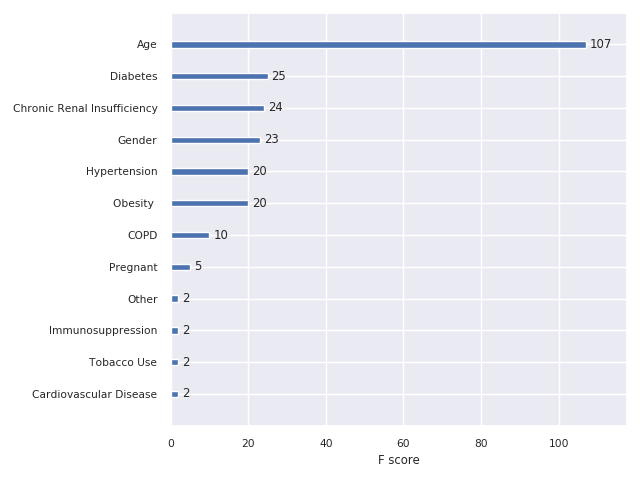 Age 107
Diabetes 25
Chronic Renal Insufficiency 24
Gender 23
Hypertension 20
Obesity 20
COPD 10
Pregnant 5
Other 2
Immunosuppression 2
Tobacco Use 2
Cardiovascular Disease 2
0 20 40 60 80 100
F score